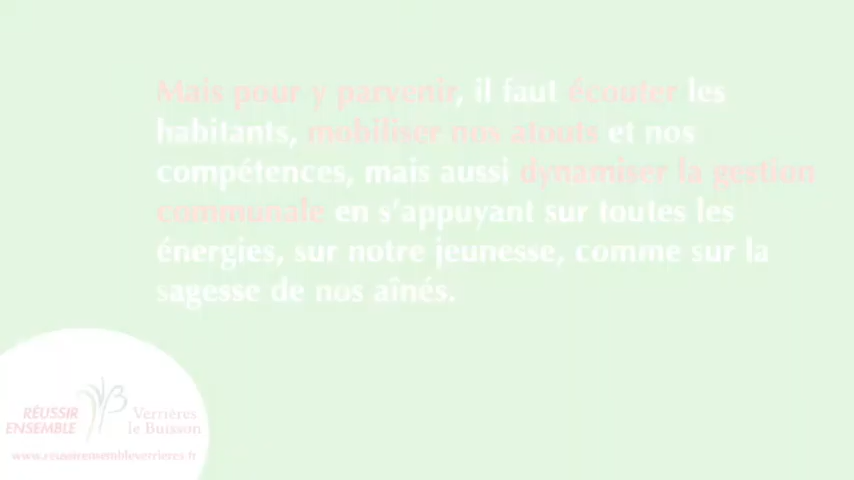 Mais pour y parvenir, il faut écouter les
habitants, mobiliser nos atouts et nos
compétences, mais aussi dynamiser la gestion
communale en s'appuyant sur toutes les
énergies, sur notre jeunesse, comme sur la
sagesse de nos aînés.
RÉUSSIR
ENSEMBLE
Verrières
le Buisson
www.reussirensembleverrieres.fr